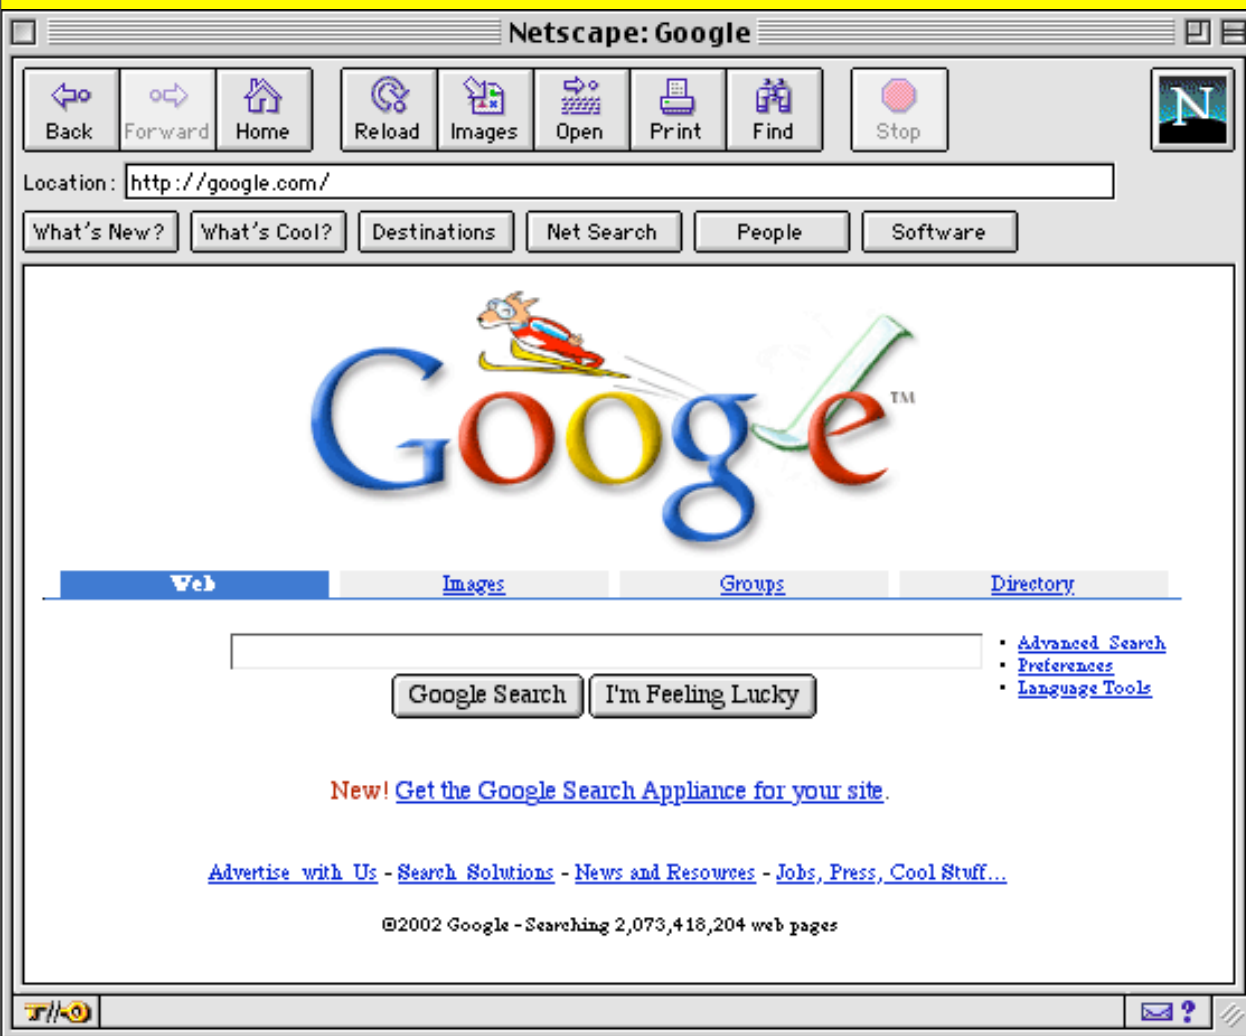 Netscape: Google
Back Forward Home Reload Images Open Print Find Stop N
Location: http://google.com/
What's New? What's Cool? Destinations Net Search People Software
Google™
Web Images Groups Directory
• Advanced Search
• Preferences
• Language Tools
Google Search I'm Feeling Lucky
New! Get the Google Search Appliance for your site.
Advertise with Us - Search Solutions - News and Resources - Jobs, Press, Cool Stuff...
©2002 Google - Searching 2,073,418,204 web pages
?